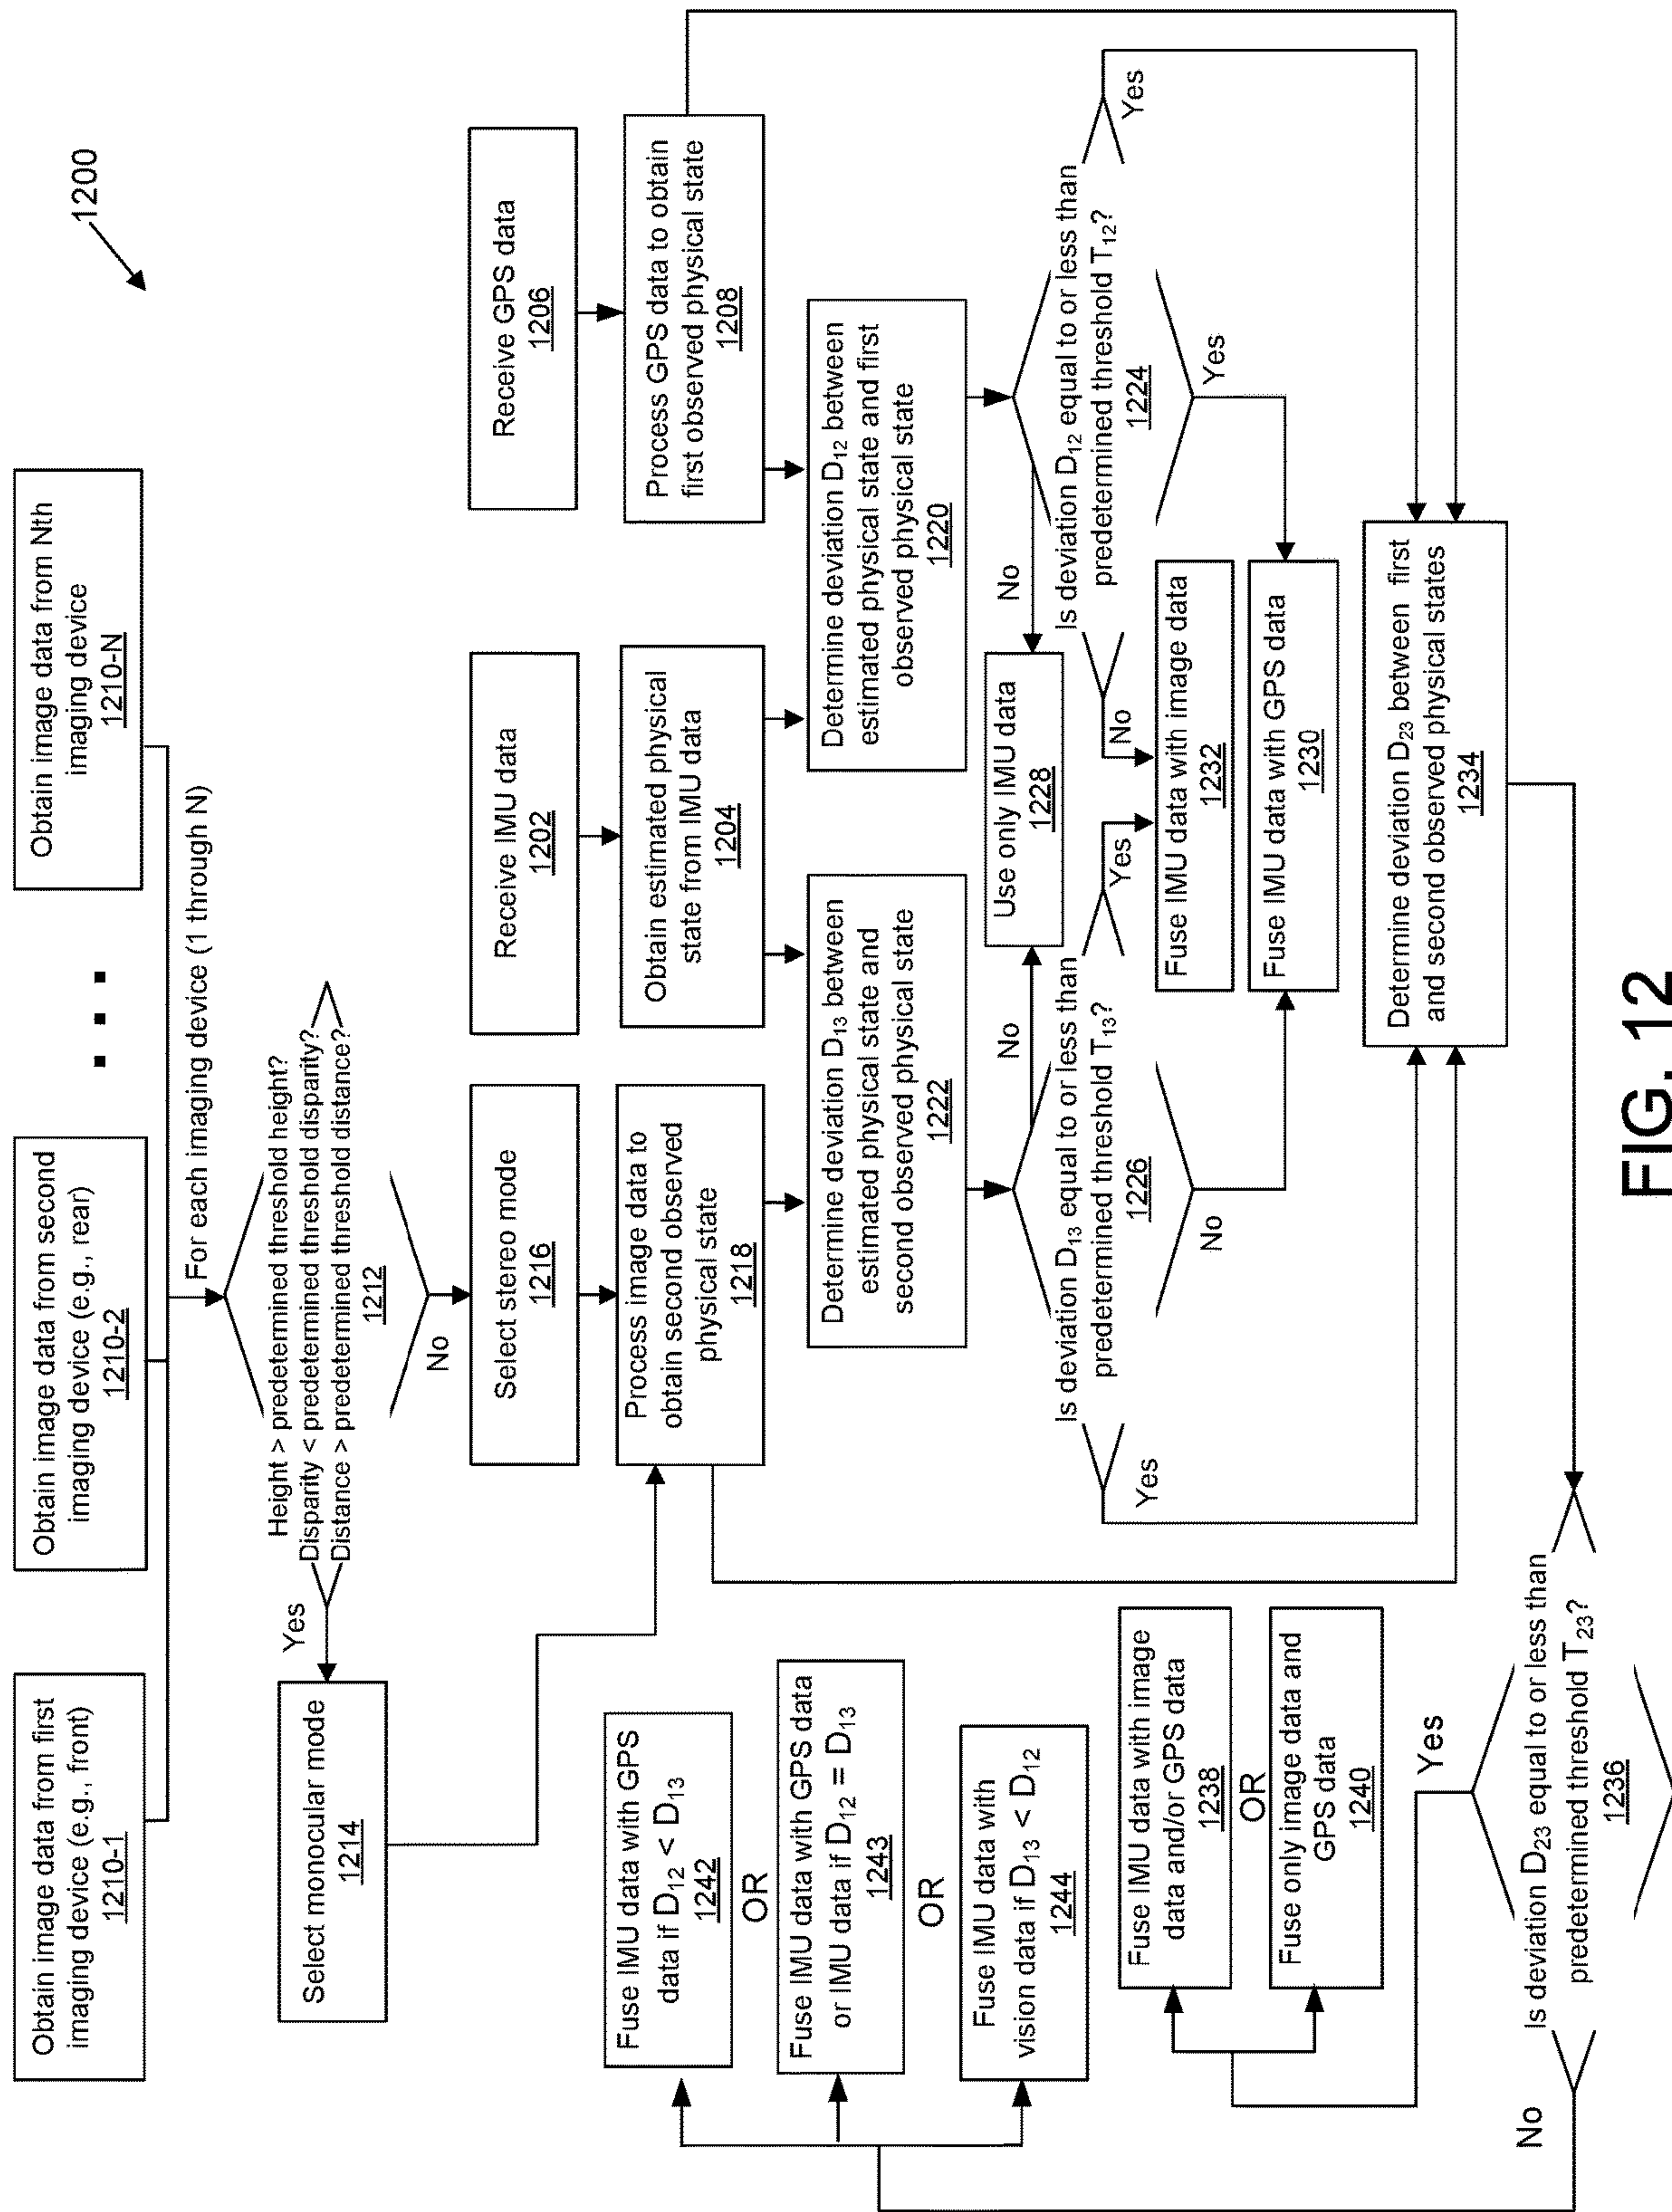 1200
Obtain image data from first
imaging device (e.g., front)
1210-1
Obtain image data from second
imaging device (e.g., rear)
1210-2
Obtain image data from Nth
imaging device
1210-N
For each imaging device (1 through N)
Height > predetermined threshold height?
Disparity < predetermined threshold disparity?
Distance > predetermined threshold distance?
1212
Yes
No
Select monocular mode
1214
Select stereo mode
1216
Receive IMU data
1202
Receive GPS data
1206
Process image data to
obtain second observed
physical state
1218
Obtain estimated physical
state from IMU data
1204
Process GPS data to obtain
first observed physical state
1208
Determine deviation D13 between
estimated physical state and
second observed physical state
1222
Determine deviation D12 between
estimated physical state and first
observed physical state
1220
Is deviation D13 equal to or less than
predetermined threshold T13?
1226
Yes
No
Yes
No
Use only IMU data
1228
Is deviation D12 equal to or less than
predetermined threshold T12?
1224
No
No
Yes
Yes
Fuse IMU data with image data
1232
Fuse IMU data with GPS data
1230
Determine deviation D23 between first
and second observed physical states
1234
Fuse IMU data with GPS
data if D12 < D13
1242
OR
Fuse IMU data with GPS data
or IMU data if D12 = D13
1243
OR
Fuse IMU data with
vision data if D13 < D12
1244
Fuse IMU data with image
data and/or GPS data
1238
OR
Fuse only image data and
GPS data
1240
Yes
No
Is deviation D23 equal to or less than
predetermined threshold T23?
1236
FIG. 12